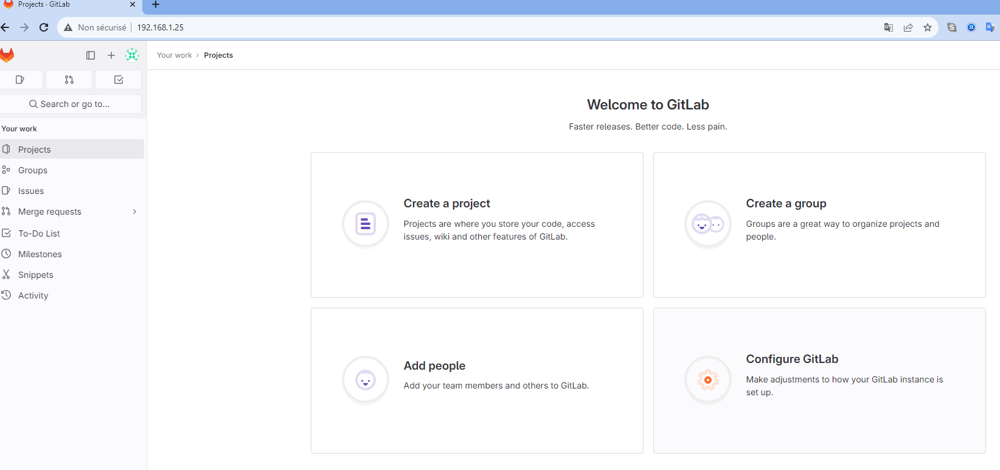 Projects · GitLab
Non sécurisé 192.168.1.25
Your work › Projects
Search or go to...
Your work
Projects
Groups
Issues
Merge requests
To-Do List
Milestones
Snippets
Activity
Welcome to GitLab
Faster releases. Better code. Less pain.
Create a project
Projects are where you store your code, access
issues, wiki and other features of GitLab.
Create a group
Groups are a great way to organize projects and
people.
Add people
Add your team members and others to GitLab.
Configure GitLab
Make adjustments to how your GitLab instance is
set up.